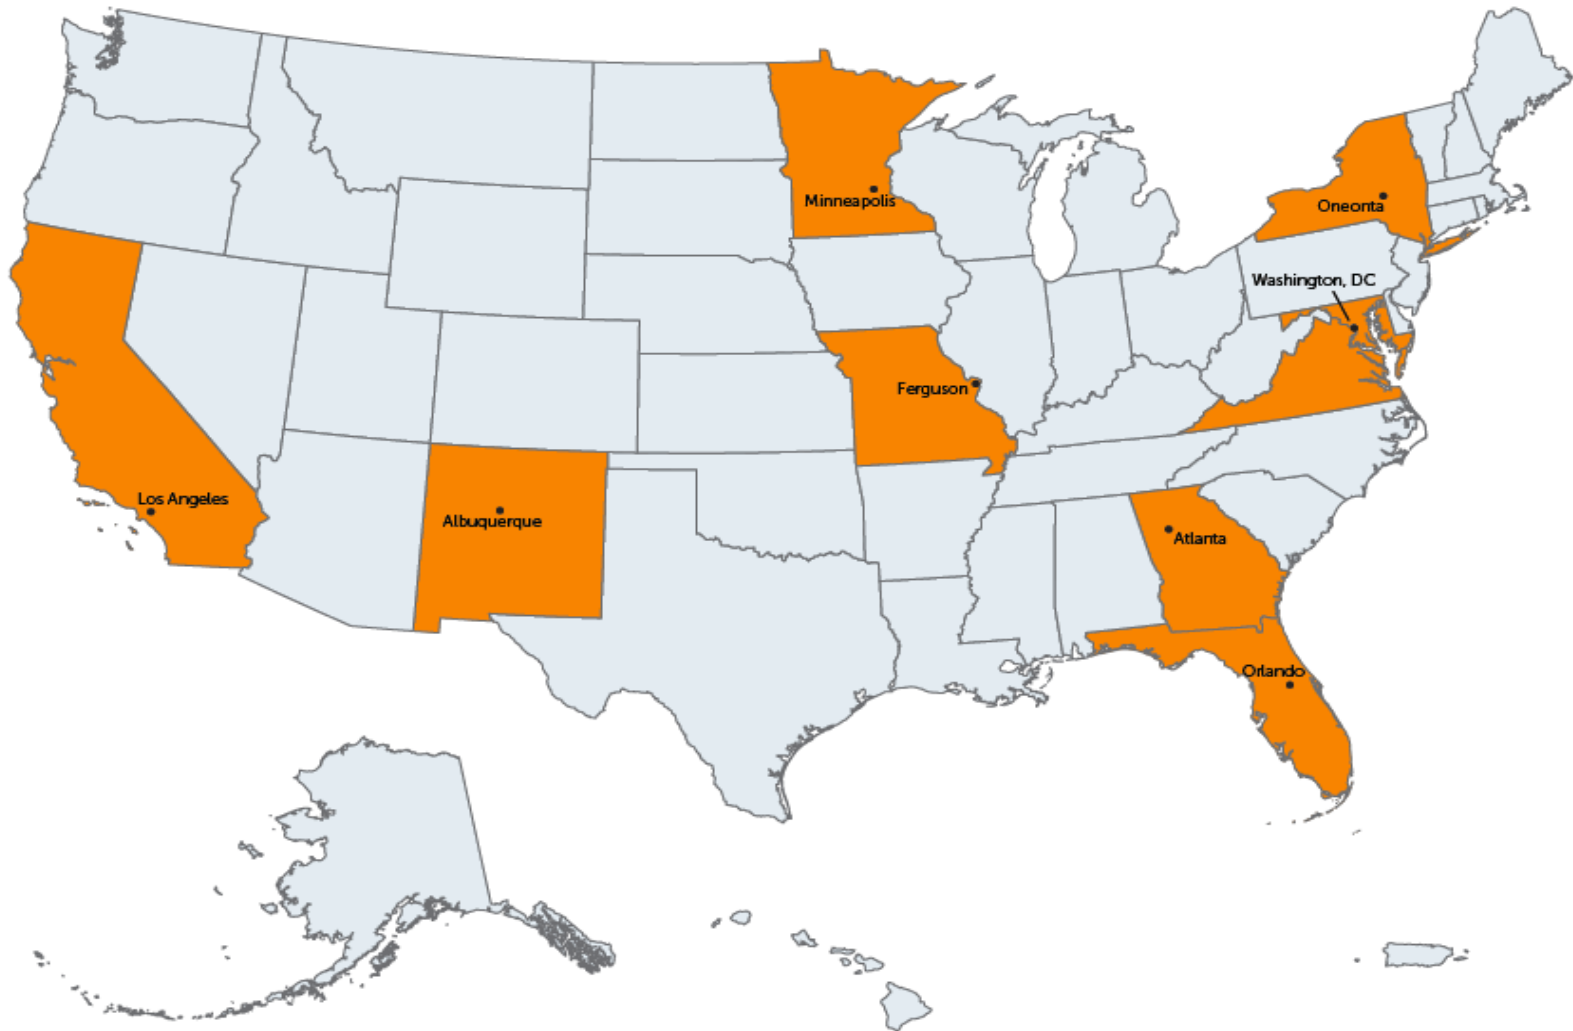 Minneapolis
Oneonta
Washington, DC
Ferguson
Los Angeles
Albuquerque
Atlanta
Orlando